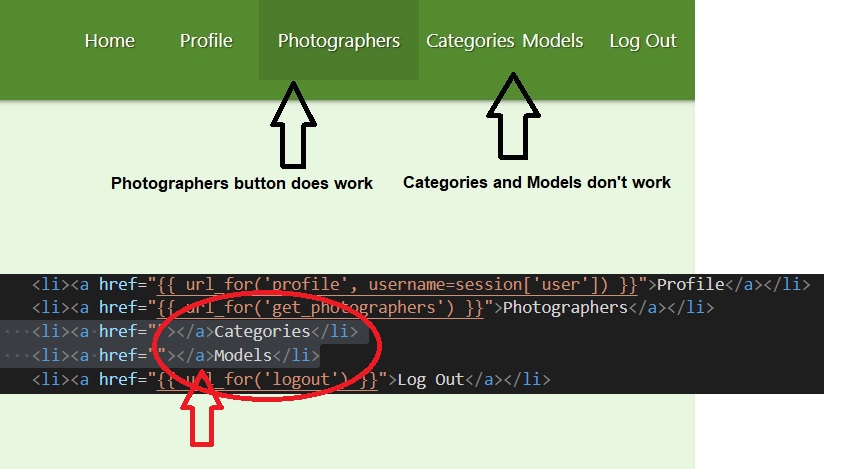 Home Profile Photographers Categories Models Log Out
Photographers button does work
Categories and Models don't work
<li><a href="{{ url_for('profile', username=session['user']) }}">Profile</a></li>
<li><a href="{{ url_for('get_photographers') }}">Photographers</a></li>
<li><a href=""></a>Categories</li>
<li><a href=""></a>Models</li>
<li><a href="{{ url_for('logout') }}">Log Out</a></li>